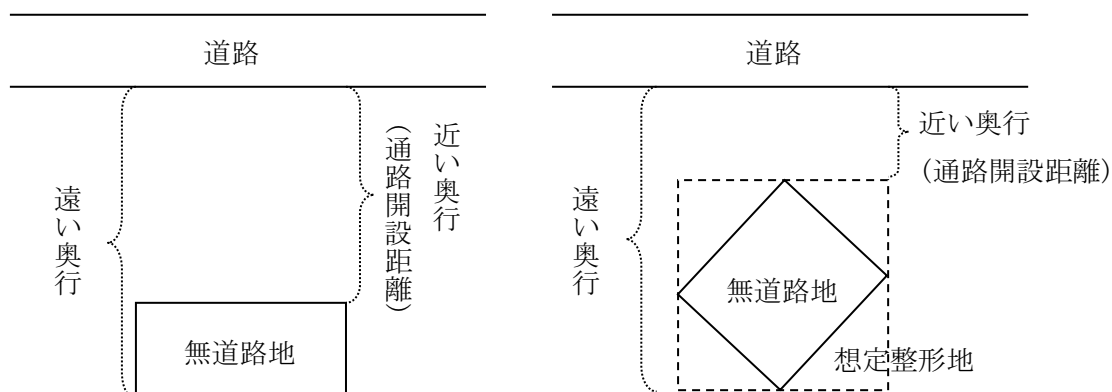 道路
遠い奥行
近い奥行
（通路開設距離）
無道路地
道路
遠い奥行
近い奥行
（通路開設距離）
無道路地
想定整形地